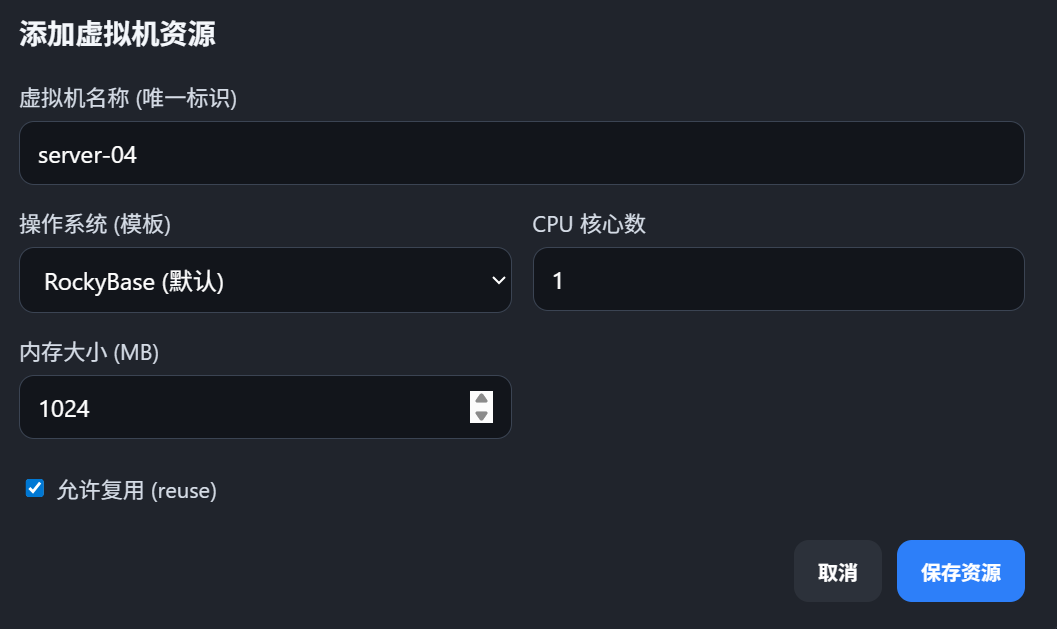 添加虚拟机资源
虚拟机名称 (唯一标识)
server-04
操作系统 (模板)
CPU 核心数
RockyBase (默认)
1
内存大小 (MB)
1024
允许复用 (reuse)
取消
保存资源